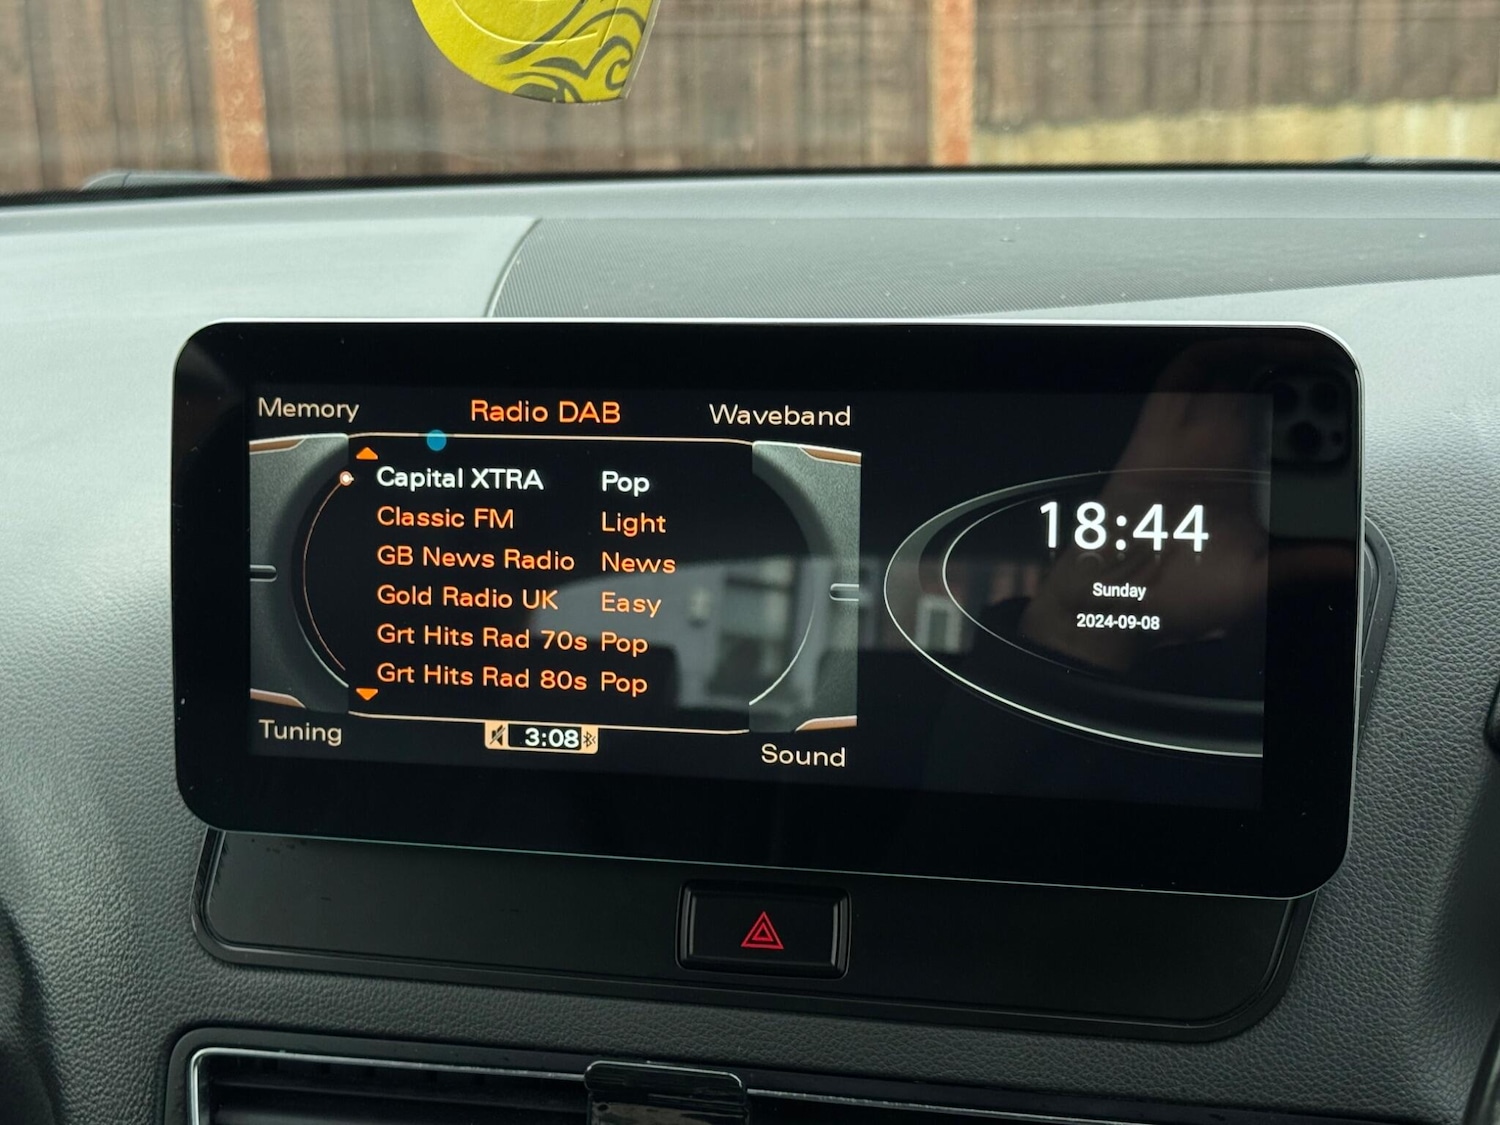 Memory Radio DAB Waveband
Capital XTRA Pop
Classic FM Light
GB News Radio News
Gold Radio UK Easy
Grt Hits Rad 70s Pop
Grt Hits Rad 80s Pop
Tuning 3:08 Sound
18:44
Sunday
2024-09-08